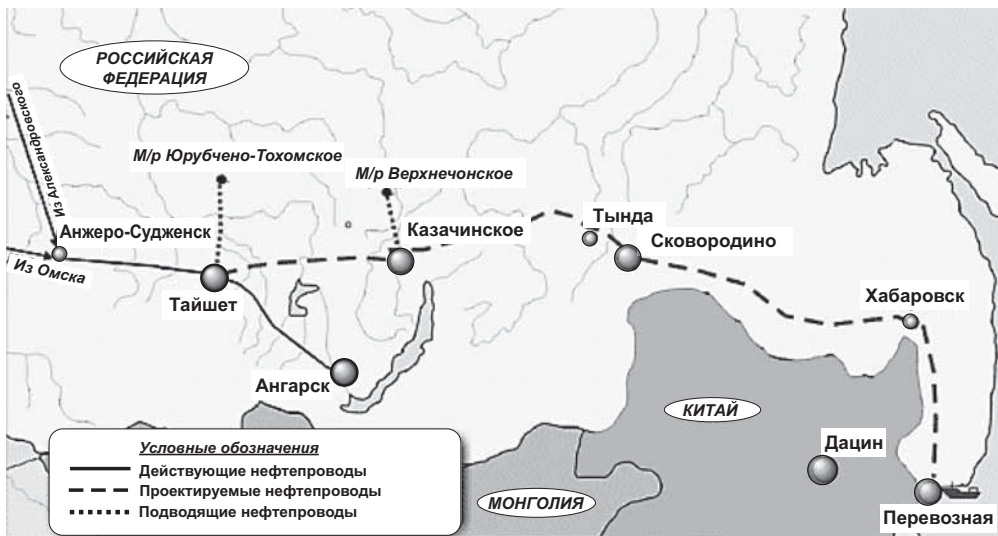 РОССИЙСКАЯ
ФЕДЕРАЦИЯ
Из Александровского
М/р Юрубчено-Тохомское
М/р Верхнечонское
Анжеро-Судженск
Казачинское
Тында
Сковородино
Из Омска
Тайшет
Хабаровск
Ангарск
КИТАЙ
Дацин
МОНГОЛИЯ
Перевозная
Условные обозначения
Действующие нефтепроводы
Проектируемые нефтепроводы
Подводящие нефтепроводы